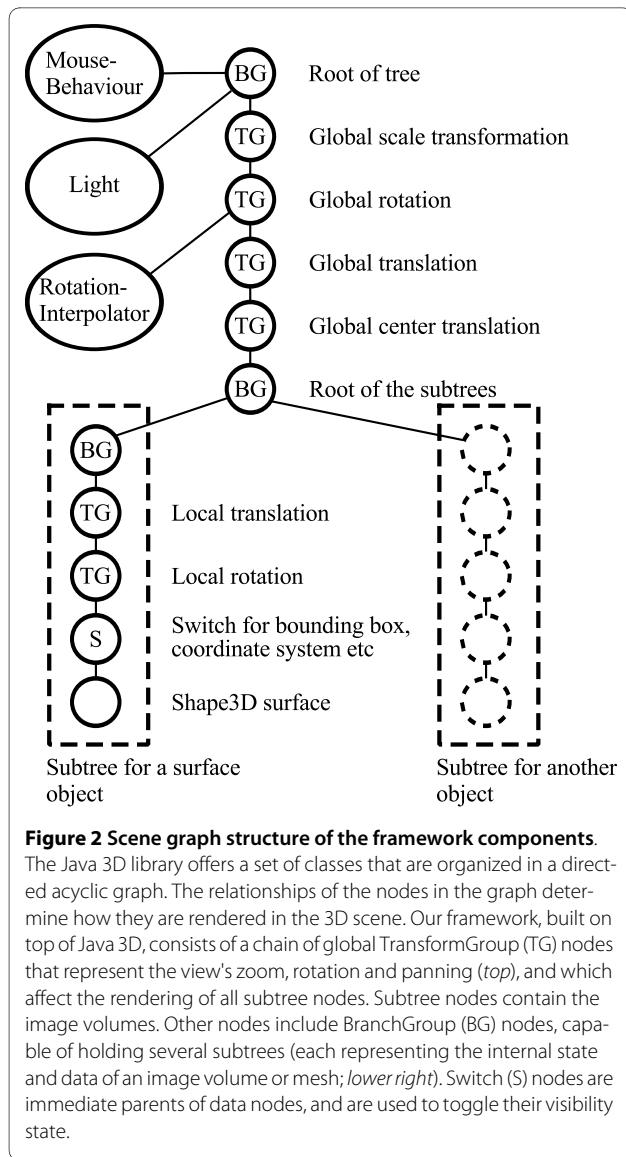 Mouse-
Behaviour
BG
Root of tree
TG
Global scale transformation
Light
TG
Global rotation
TG
Global translation
Rotation-
Interpolator
TG
Global center translation
BG
Root of the subtrees
BG
TG
Local translation
TG
Local rotation
S
Switch for bounding box,
coordinate system etc
Shape3D surface
Subtree for a surface
object
Subtree for another
object
Figure 2 Scene graph structure of the framework components.
The Java 3D library offers a set of classes that are organized in a direct-
ed acyclic graph. The relationships of the nodes in the graph deter-
mine how they are rendered in the 3D scene. Our framework, built on
top of Java 3D, consists of a chain of global TransformGroup (TG) nodes
that represent the view's zoom, rotation and panning (top), and which
affect the rendering of all subtree nodes. Subtree nodes contain the
image volumes. Other nodes include BranchGroup (BG) nodes, capa-
ble of holding several subtrees (each representing the internal state
and data of an image volume or mesh; lower right). Switch (S) nodes are
immediate parents of data nodes, and are used to toggle their visibility
state.